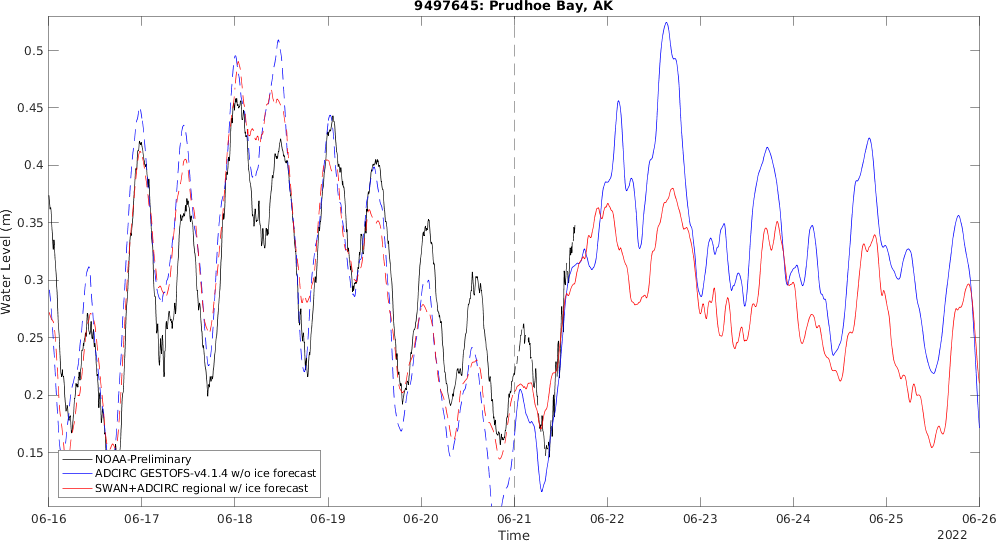 9497645: Prudhoe Bay, AK
Water Level (m)
0.5
0.45
0.4
0.35
0.3
0.25
0.2
0.15
NOAA-Preliminary
ADCIRC GESTOFS-v4.1.4 w/o ice forecast
SWAN+ADCIRC regional w/ ice forecast
06-16 06-17 06-18 06-19 06-20 06-21 06-22 06-23 06-24 06-25 06-26
Time
2022